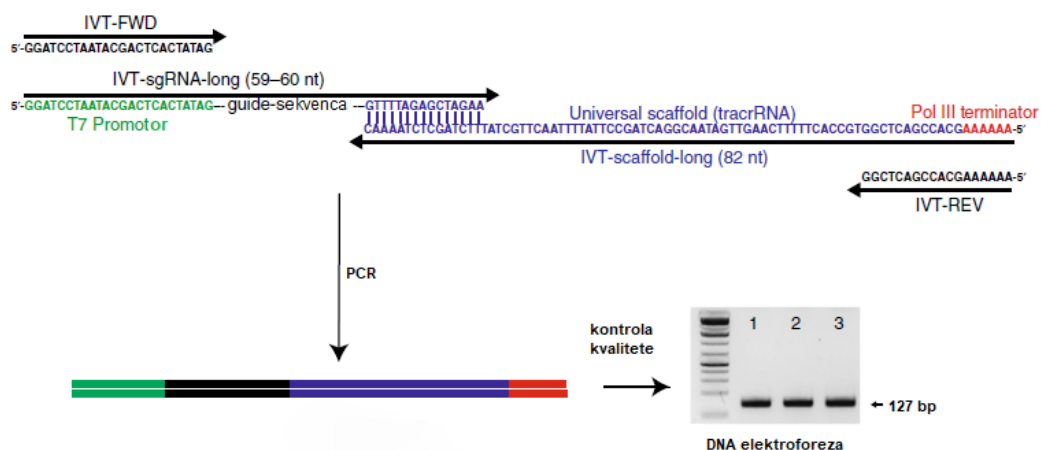 IVT-FWD
5′-GGATCCTAATACGACTCACTATAG
IVT-sgRNA-long (59–60 nt)
5′-GGATCCTAATACGACTCACTATAG-- guide-sekvenca --GTTTTAGAGCTAGAA
T7 Promotor
Universal scaffold (tracrRNA)
Pol III terminator
CAAAATCTCGATCTTTATCGTTCAATTTTATTCCGATCAGGCAATAGTTGAACTTTTTCACCGTGGCTCAGCCACGAAAAAA-5′
IVT-scaffold-long (82 nt)
GGCTCAGCCACGAAAAAA-5′
IVT-REV
PCR
kontrola
kvalitete
1 2 3
127 bp
DNA elektroforeza